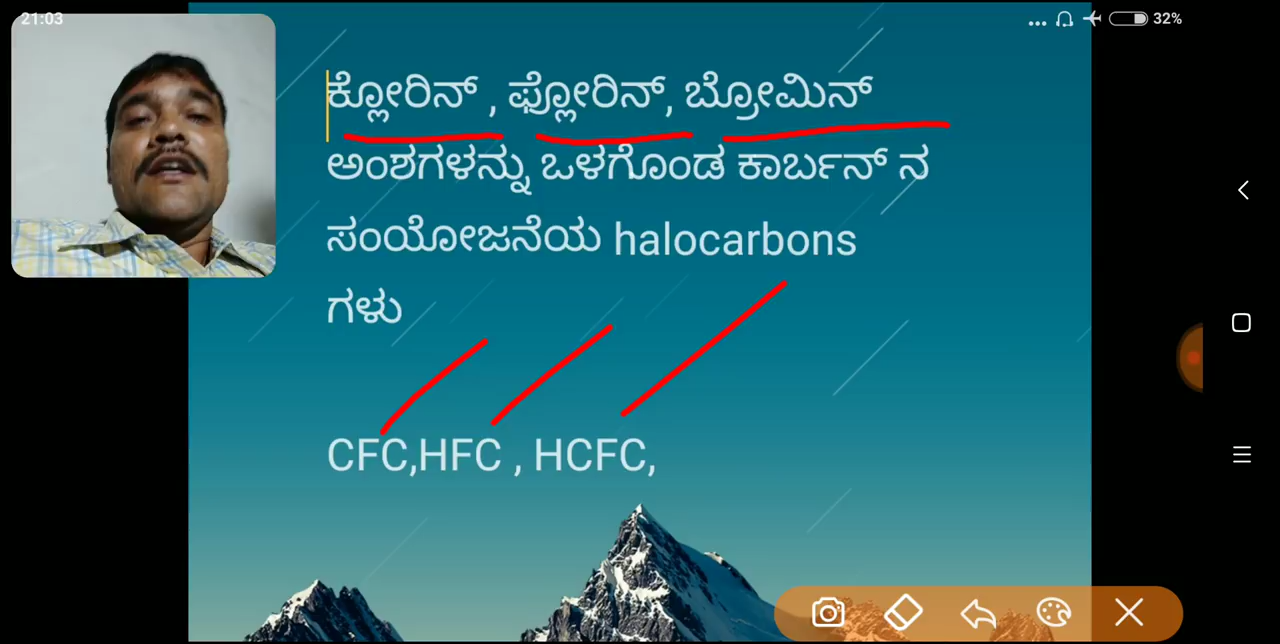 21:03
... 32%
ಕ್ಲೋರಿನ್ , ಫ್ಲೋರಿನ್, ಬ್ರೋಮಿನ್
ಅಂಶಗಳನ್ನು ಒಳಗೊಂಡ ಕಾರ್ಬನ್ ನ
ಸಂಯೋಜನೆಯ halocarbons
ಗಳು
CFC,HFC , HCFC,